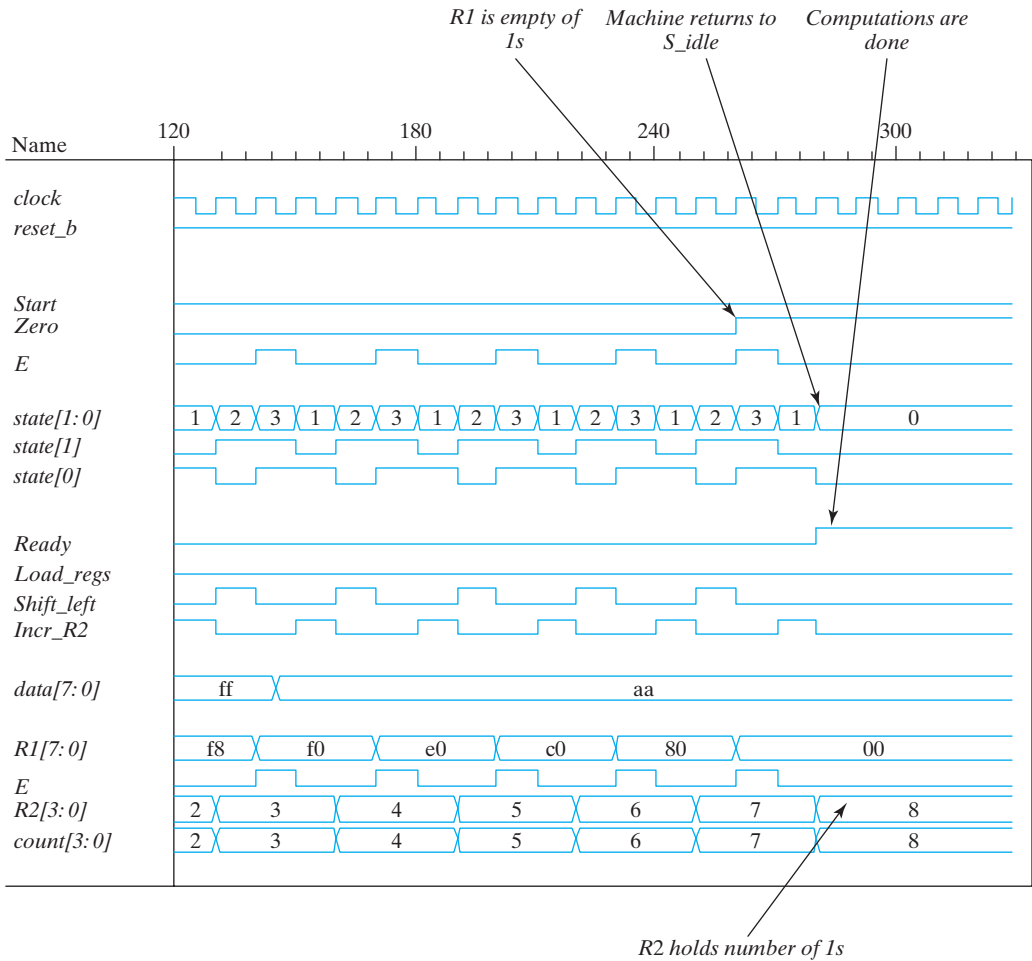 R1 is empty of 1s
Machine returns to S_idle
Computations are done
Name 120 180 240 300
clock
reset_b
Start
Zero
E
state[1:0] 1 2 3 1 2 3 1 2 3 1 2 3 1 2 3 1 0
state[1]
state[0]
Ready
Load_regs
Shift_left
Incr_R2
data[7:0] ff aa
R1[7:0] f8 f0 e0 c0 80 00
E
R2[3:0] 2 3 4 5 6 7 8
count[3:0] 2 3 4 5 6 7 8
R2 holds number of 1s